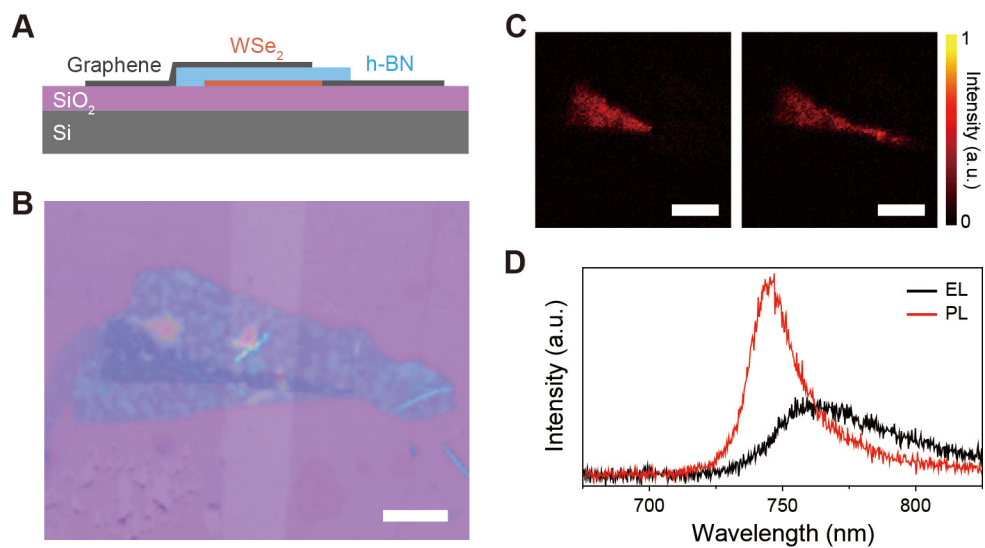 A
WSe₂
Graphene
h-BN
SiO₂
Si
B
C
1
Intensity (a.u.)
0
D
EL
PL
Intensity (a.u.)
700
750
800
Wavelength (nm)